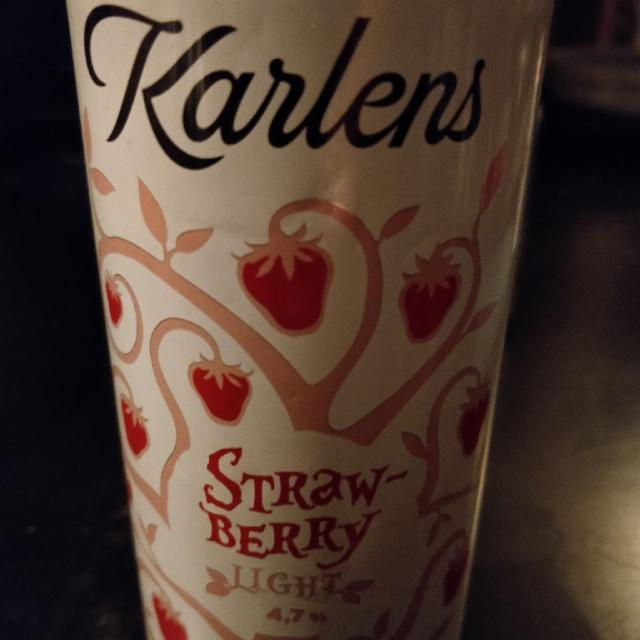 Karlens
STRAW-
BERRY
LIGHT
4,7%